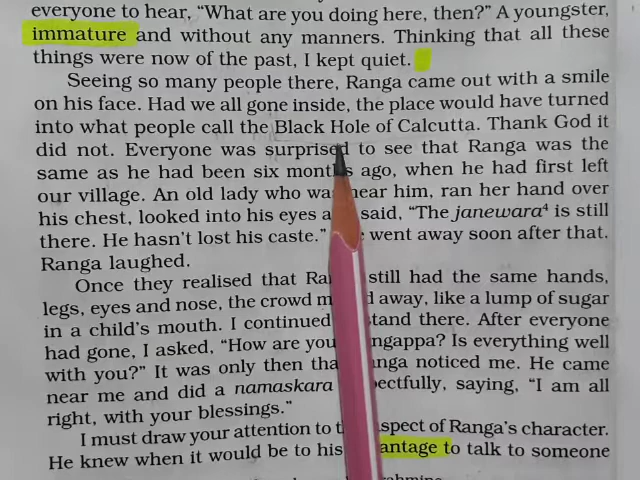 everyone to hear, “What are you doing here, then?” A youngster,
immature and without any manners. Thinking that all these
things were now of the past, I kept quiet.
Seeing so many people there, Ranga came out with a smile
on his face. Had we all gone inside, the place would have turned
into what people call the Black Hole of Calcutta. Thank God it
did not. Everyone was surprised to see that Ranga was the
same as he had been six months ago, when he had first left
our village. An old lady who was near him, ran her hand over
his chest, looked into his eyes a said, “The janewara⁴ is still
there. He hasn’t lost his caste.” went away soon after that.
Ranga laughed.
Once they realised that Ra still had the same hands,
legs, eyes and nose, the crowd m d away, like a lump of sugar
in a child’s mouth. I continued tand there. After everyone
had gone, I asked, “How are you ngappa? Is everything well
with you?” It was only then tha nga noticed me. He came
near me and did a namaskara pectfully, saying, “I am all
right, with your blessings.”
I must draw your attention to t aspect of Ranga’s character.
He knew when it would be to his antage to talk to someone